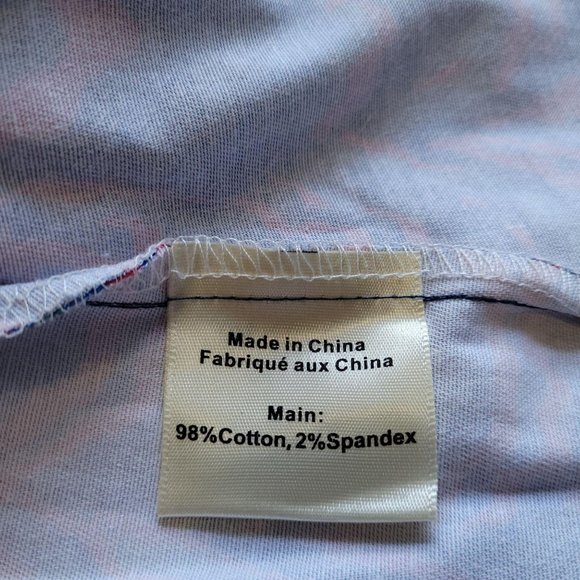 Made in China
Fabriqué aux China
Main:
98%Cotton, 2%Spandex